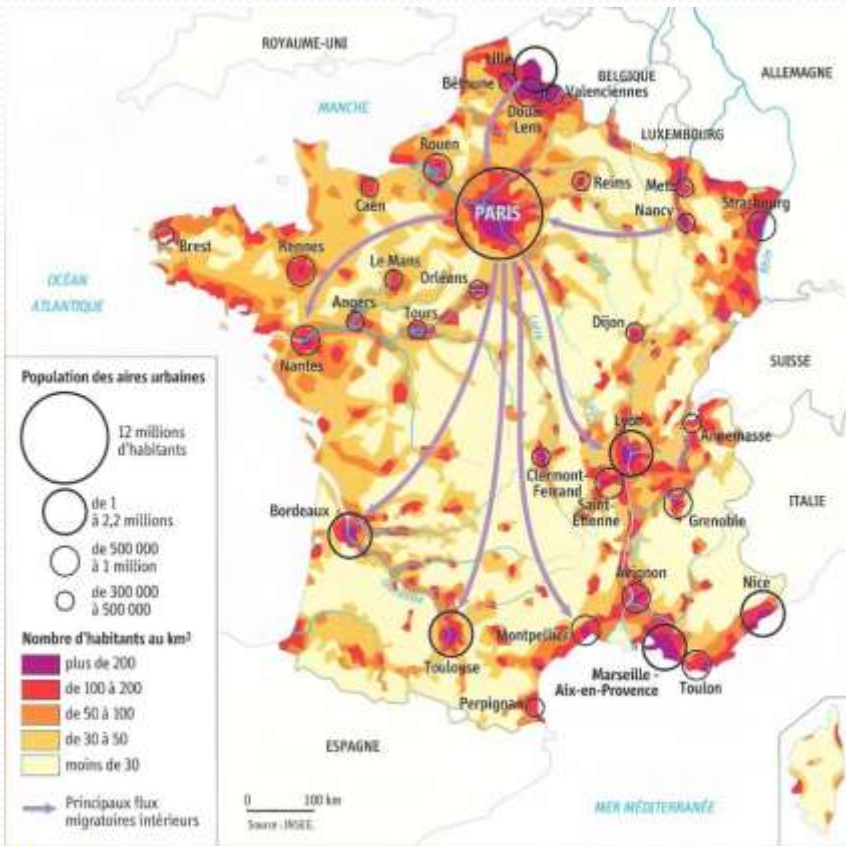 ROYAUME-UNI
Lille
BELGIQUE
ALLEMAGNE
Béthune
Valenciennes
MANCHE
Douai
Lens
LUXEMBOURG
Rouen
Reims
Metz
Caen
PARIS
Nancy
Strasbourg
Brest
Rennes
Le Mans
Orléans
OCÉAN
ATLANTIQUE
Angers
Tours
Loire
Dijon
Nantes
SUISSE
Population des aires urbaines
12 millions
d'habitants
Lyon
Annemasse
Clermont-
Ferrand
Saint-
Étienne
Grenoble
ITALIE
de 1
à 2,2 millions
Bordeaux
de 500 000
à 1 million
de 300 000
à 500 000
Avignon
Nice
Nombre d'habitants au km²
Montpellier
plus de 200
Toulouse
Marseille -
Aix-en-Provence
Toulon
de 100 à 200
Perpignan
de 50 à 100
de 30 à 50
ESPAGNE
moins de 30
Principaux flux
migratoires intérieurs
0 100 km
Source : INSEE.
MER MÉDITERRANÉE